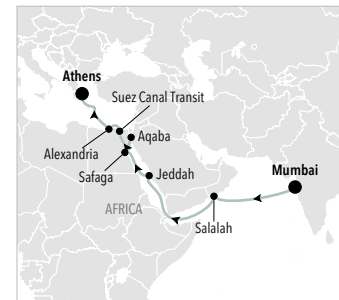 Athens
Suez Canal Transit
Aqaba
Alexandria
Safaga
Jeddah
Mumbai
AFRICA
Salalah